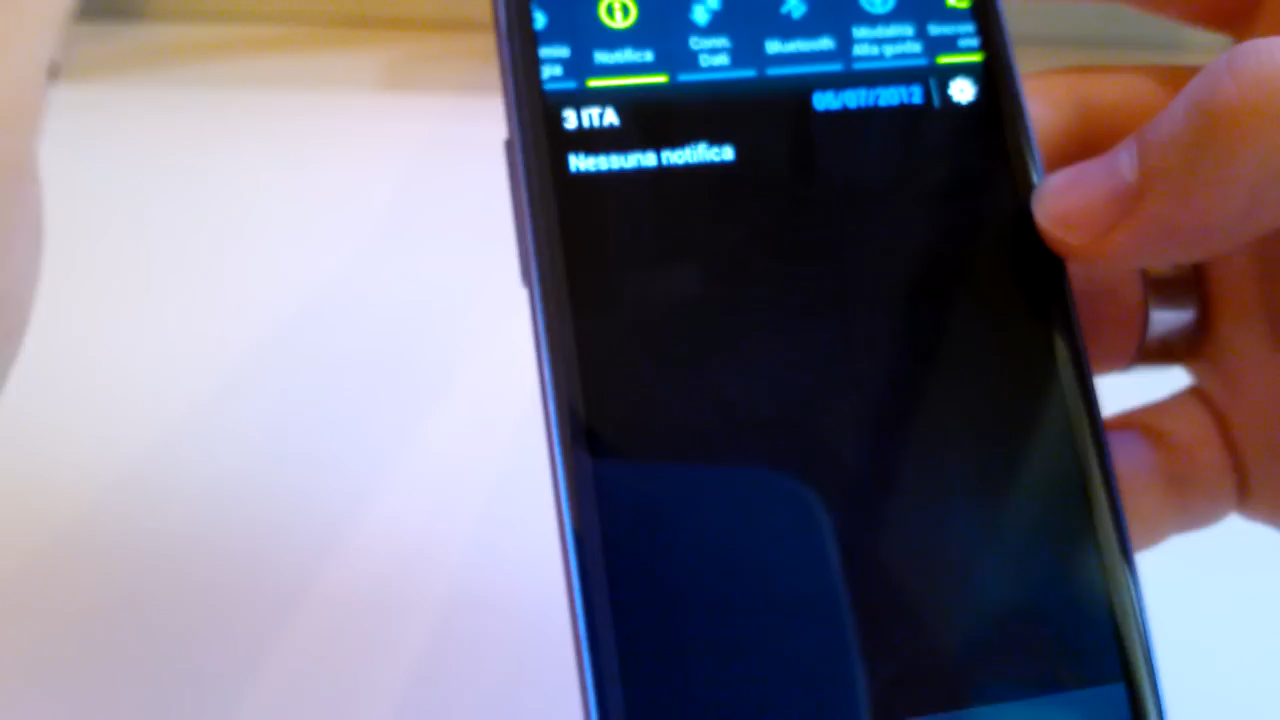 Notifica
Conn. Dati
Bluetooth
Modalità Alla guida
3 ITA
05/07/2012
Nessuna notifica